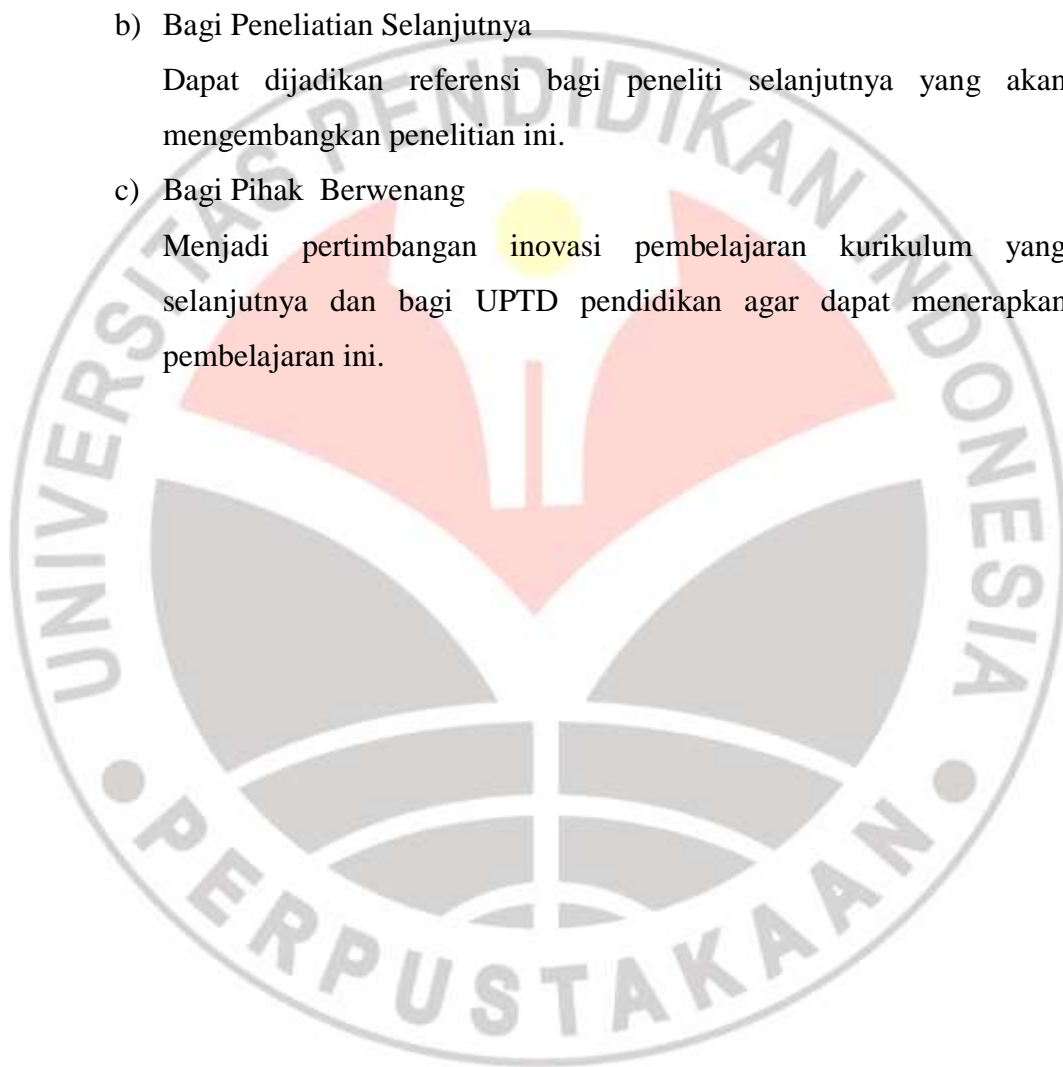 b) Bagi Peneliatian Selanjutnya
Dapat dijadikan referensi bagi peneliti selanjutnya yang akan
mengembangkan penelitian ini.
c) Bagi Pihak Berwenang
Menjadi pertimbangan inovasi pembelajaran kurikulum yang
selanjutnya dan bagi UPTD pendidikan agar dapat menerapkan
pembelajaran ini.
UNIVERSITAS PENDIDIKAN INDONESIA
PERPUSTAKAAN